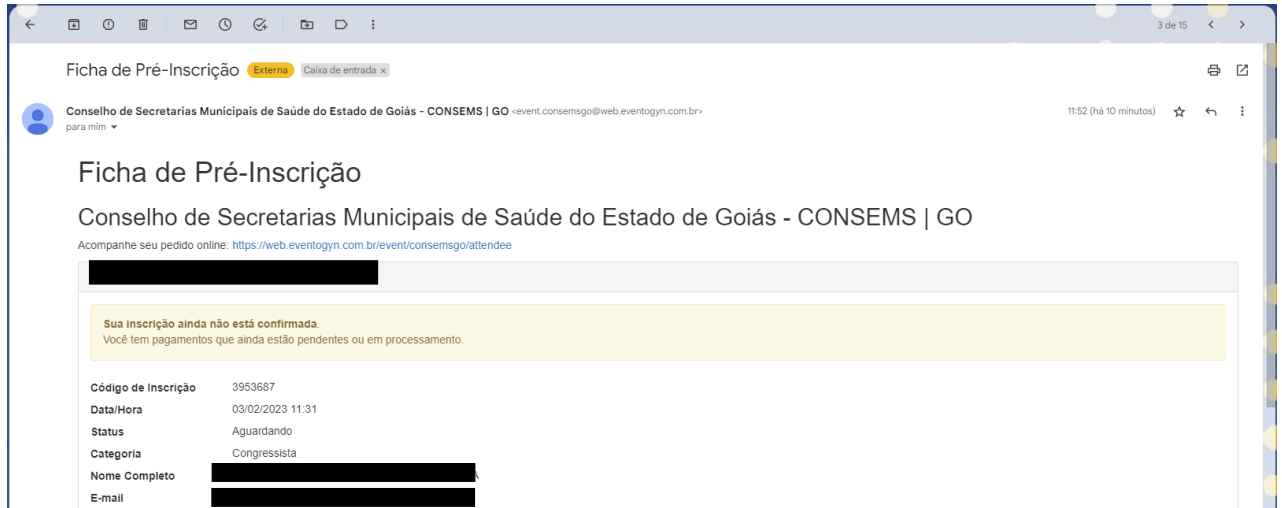 3 de 15
Ficha de Pré-Inscrição Externa Caixa de entrada x
Conselho de Secretarias Municipais de Saúde do Estado de Goiás - CONSEMS | GO <event.consemsgo@web.eventogyn.com.br> 11:52 (há 10 minutos)
para mim
Ficha de Pré-Inscrição
Conselho de Secretarias Municipais de Saúde do Estado de Goiás - CONSEMS | GO
Acompanhe seu pedido online: https://web.eventogyn.com.br/event/consemsgo/attendee
Sua inscrição ainda não está confirmada.
Você tem pagamentos que ainda estão pendentes ou em processamento.
Código de Inscrição 3953687
Data/Hora 03/02/2023 11:31
Status Aguardando
Categoria Congressista
Nome Completo
E-mail